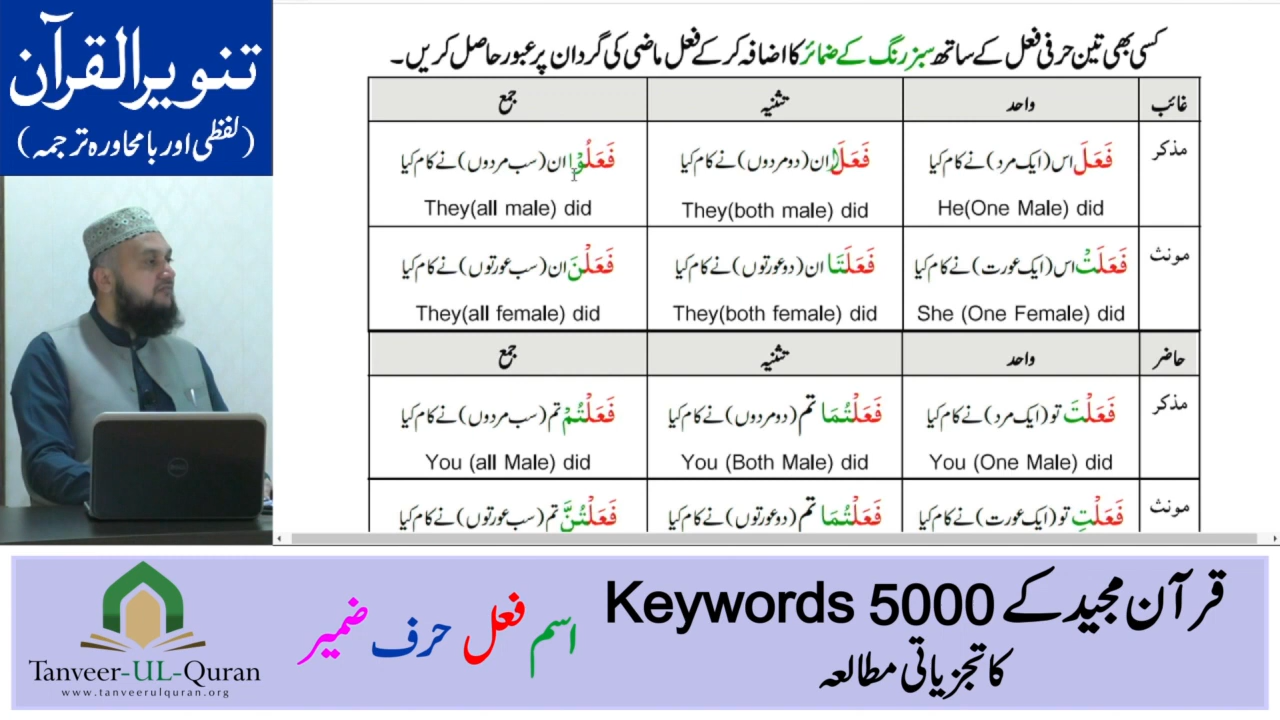 تنویر القرآن
(لفظی اور بامحاورہ ترجمہ)
کسی بھی تین حرفی فعل کے ساتھ سبز رنگ کے ضمائر کا اضافہ کر کے فعل ماضی کی گردان پر عبور حاصل کریں۔
غائب واحد تثنیہ جمع
مذکر فَعَلَ اس (ایک مرد) نے کام کیا فَعَلَا ان (دو مردوں) نے کام کیا فَعَلُوْا ان (سب مردوں) نے کام کیا
He(One Male) did They(both male) did They(all male) did
مونث فَعَلَتْ اس (ایک عورت) نے کام کیا فَعَلَتَا ان (دو عورتوں) نے کام کیا فَعَلْنَ ان (سب عورتوں) نے کام کیا
She (One Female) did They(both female) did They(all female) did
حاضر واحد تثنیہ جمع
مذکر فَعَلْتَ تو (ایک مرد) نے کام کیا فَعَلْتُمَا تم (دو مردوں) نے کام کیا فَعَلْتُمْ تم (سب مردوں) نے کام کیا
You (One Male) did You (Both Male) did You (all Male) did
مونث فَعَلْتِ تو (ایک عورت) نے کام کیا فَعَلْتُمَا تم (دو عورتوں) نے کام کیا فَعَلْتُنَّ تم (سب عورتوں) نے کام کیا
DELL
قرآن مجید کے 5000 Keywords
کا تجزیاتی مطالعہ
اسم فعل حرف ضمیر
Tanveer-UL-Quran
www.tanveerulquran.org